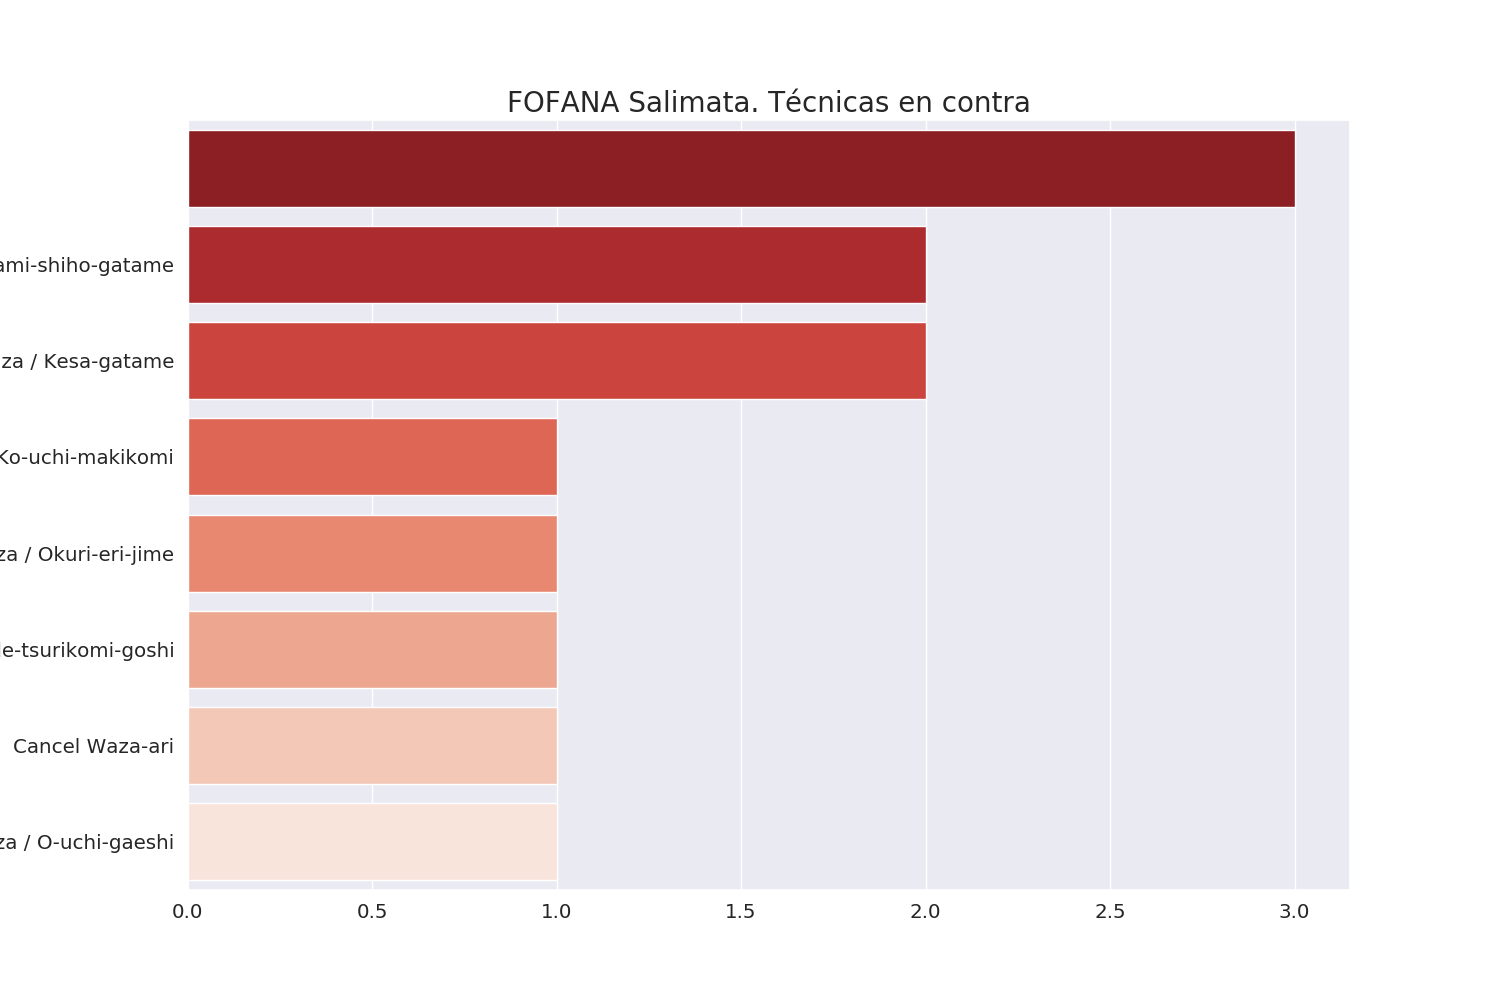 FOFANA Salimata. Técnicas en contra
ami-shiho-gatame
za / Kesa-gatame
Ko-uchi-makikomi
za / Okuri-eri-jime
de-tsurikomi-goshi
Cancel Waza-ari
za / O-uchi-gaeshi
0.0 0.5 1.0 1.5 2.0 2.5 3.0